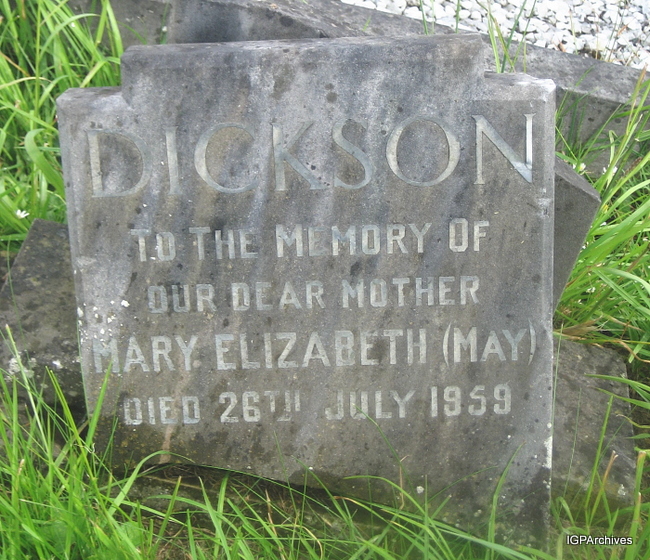 DICKSON
TO THE MEMORY OF
OUR DEAR MOTHER
MARY ELIZABETH (MAY)
DIED 26TH JULY 1959
IGPArchives